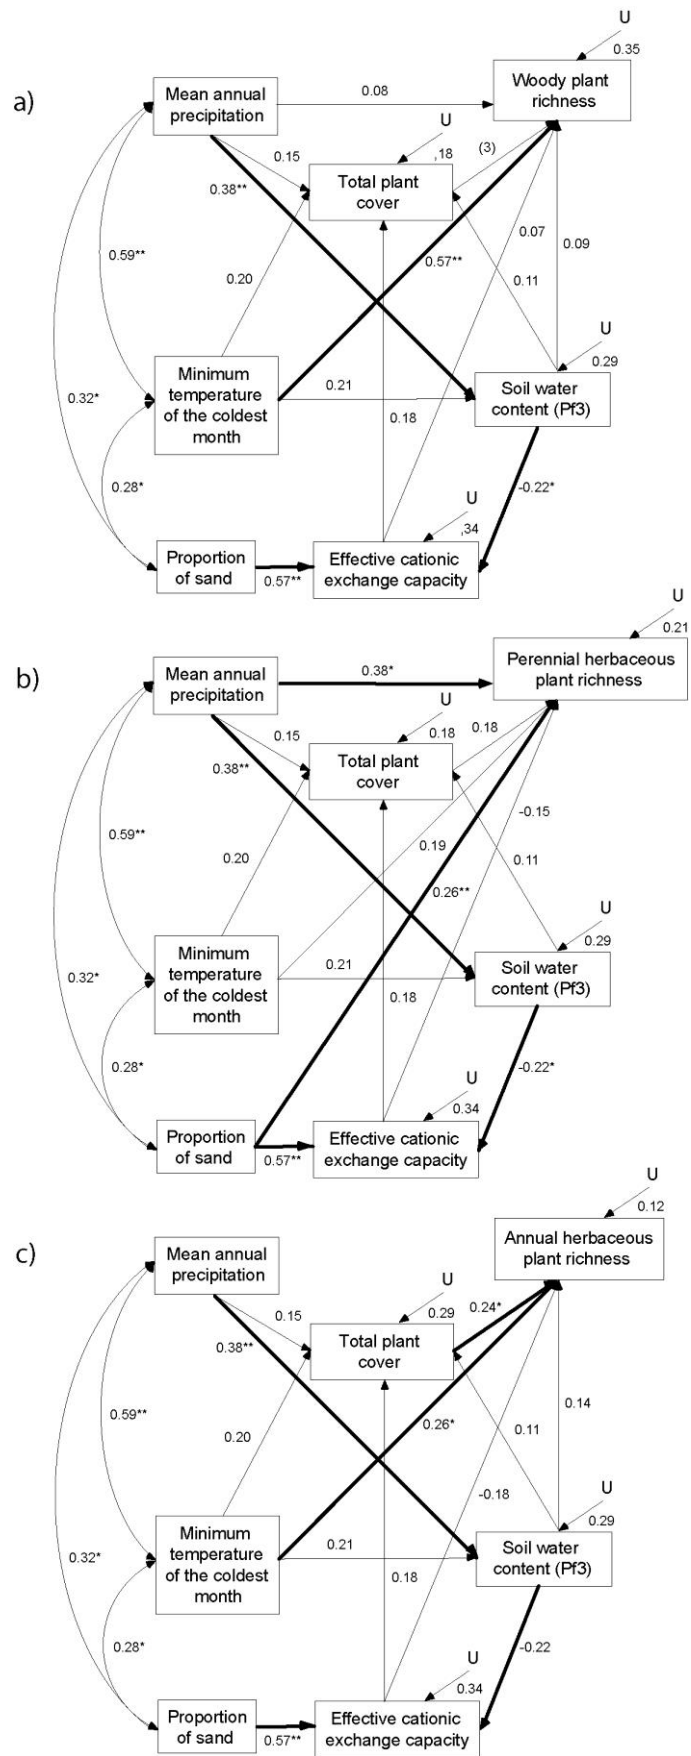 a)
U
0.35
Woody plant
richness
Mean annual
precipitation
0.08
U
,18
(3)
0.15
Total plant
cover
0.38**
0.07
0.09
0.59**
0.57**
0.20
0.11
U
0.29
Minimum
temperature
of the coldest
month
0.21
Soil water
content (Pf3)
0.32*
0.18
0.28*
-0.22*
U
,34
Proportion
of sand
0.57**
Effective cationic
exchange capacity
b)
U
0.21
Perennial herbaceous
plant richness
Mean annual
precipitation
0.38*
U
0.18
0.18
0.15
Total plant
cover
0.38**
-0.15
0.59**
0.19
0.20
0.11
0.26**
U
0.29
Minimum
temperature
of the coldest
month
0.21
Soil water
content (Pf3)
0.32*
0.18
0.28*
-0.22*
U
0.34
Proportion
of sand
0.57**
Effective cationic
exchange capacity
c)
U
0.12
Annual herbaceous
plant richness
Mean annual
precipitation
U
0.29
0.24*
0.15
Total plant
cover
0.38**
0.14
0.59**
0.26*
0.20
0.11
-0.18
U
0.29
Minimum
temperature
of the coldest
month
0.21
Soil water
content (Pf3)
0.32*
0.18
0.28*
-0.22
U
0.34
Proportion
of sand
0.57**
Effective cationic
exchange capacity